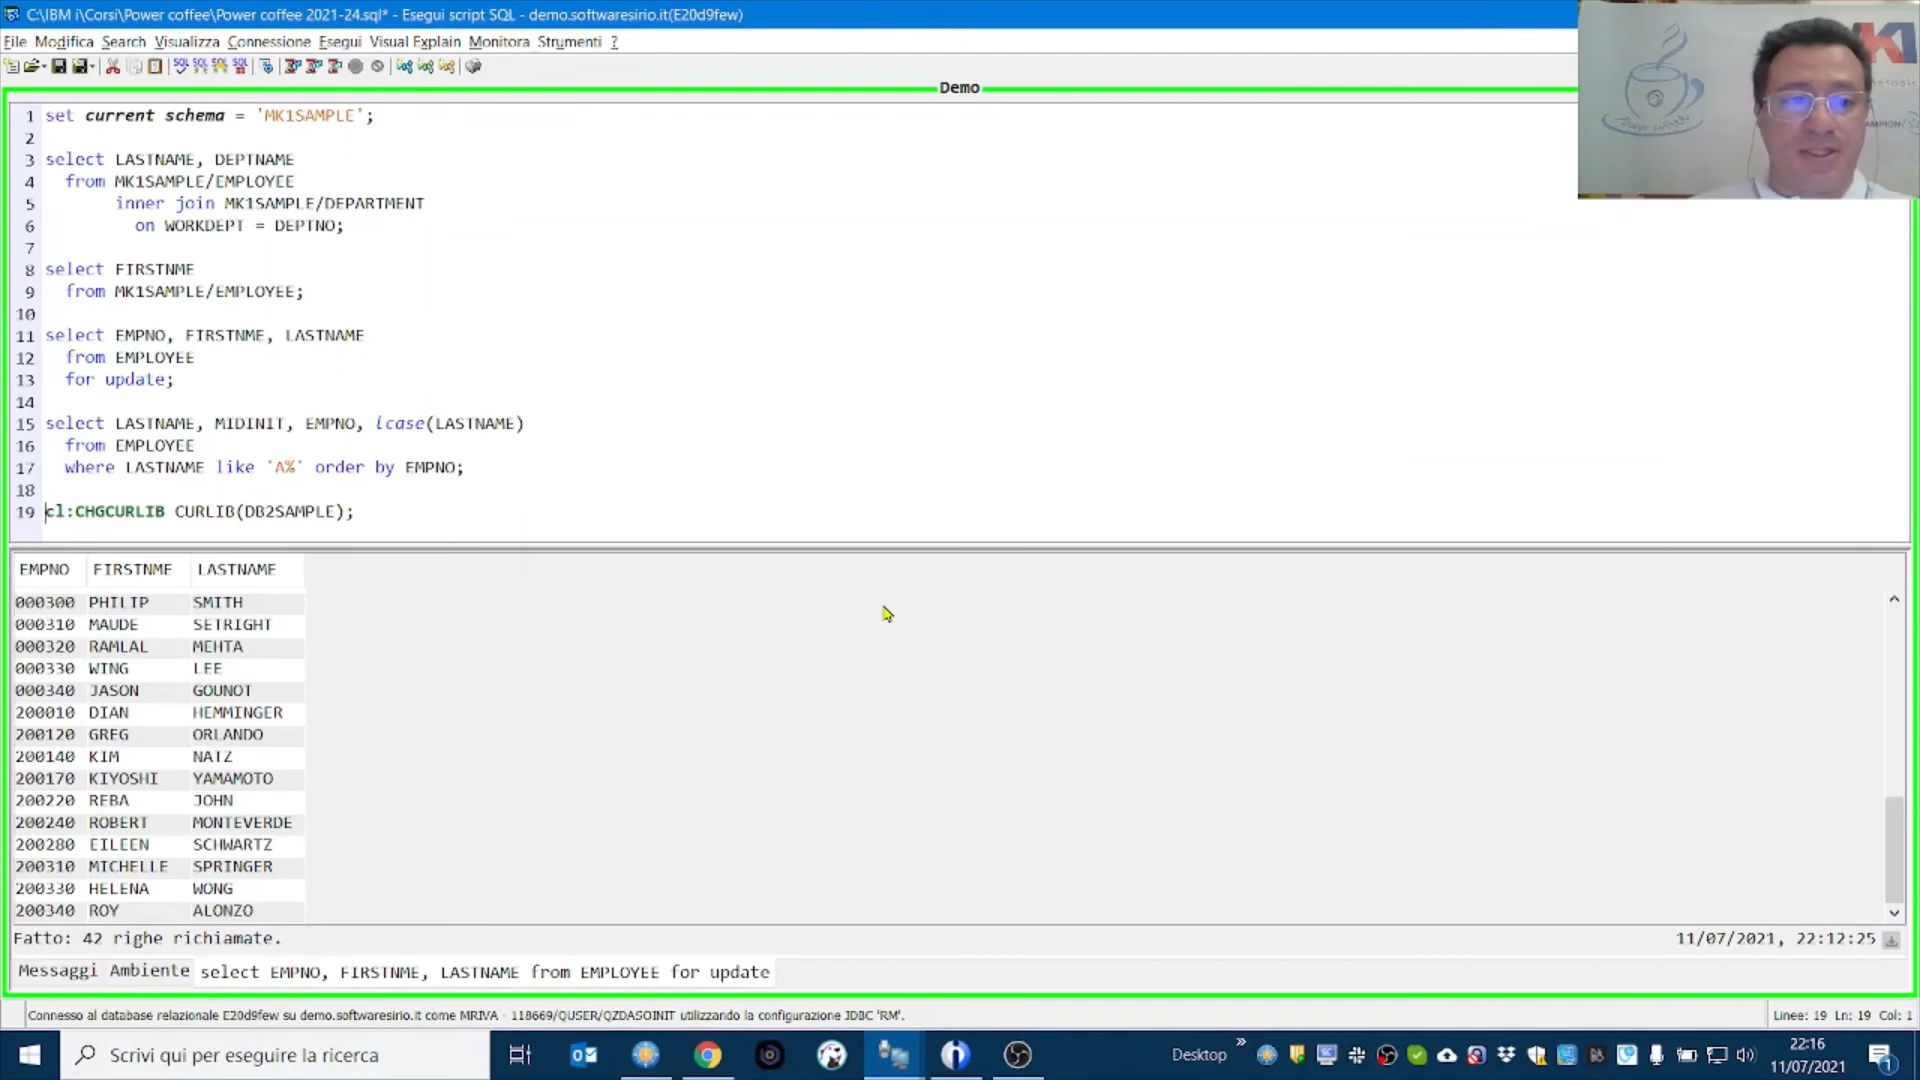 C:\IBM i\Corsi\Power coffee\Power coffee 2021-24.sql* - Esegui script SQL - demo.softwaresirio.it(E20d9few)
File Modifica Search Visualizza Connessione Esegui Visual Explain Monitora Strumenti ?
Demo
1 set current schema = 'MK1SAMPLE';
2
3 select LASTNAME, DEPTNAME
4 from MK1SAMPLE/EMPLOYEE
5 inner join MK1SAMPLE/DEPARTMENT
6 on WORKDEPT = DEPTNO;
7
8 select FIRSTNME
9 from MK1SAMPLE/EMPLOYEE;
10
11 select EMPNO, FIRSTNME, LASTNAME
12 from EMPLOYEE
13 for update;
14
15 select LASTNAME, MIDINIT, EMPNO, lcase(LASTNAME)
16 from EMPLOYEE
17 where LASTNAME like 'A%' order by EMPNO;
18
19 cl:CHGCURLIB CURLIB(DB2SAMPLE);
EMPNO FIRSTNME LASTNAME
000300 PHILIP SMITH
000310 MAUDE SETRIGHT
000320 RAMLAL MEHTA
000330 WING LEE
000340 JASON GOUNOT
200010 DIAN HEMMINGER
200120 GREG ORLANDO
200140 KIM NATZ
200170 KIYOSHI YAMAMOTO
200220 REBA JOHN
200240 ROBERT MONTEVERDE
200280 EILEEN SCHWARTZ
200310 MICHELLE SPRINGER
200330 HELENA WONG
200340 ROY ALONZO
Fatto: 42 righe richiamate. 11/07/2021, 22:12:25
Messaggi Ambiente select EMPNO, FIRSTNME, LASTNAME from EMPLOYEE for update
Connesso al database relazionale E20d9few su demo.softwaresirio.it come MRIVA - 118669/QUSER/QZDASOINIT utilizzando la configurazione JDBC 'RM'. Linee: 19 Ln: 19 Col: 1
Scrivi qui per eseguire la ricerca
Desktop
22:16
11/07/2021